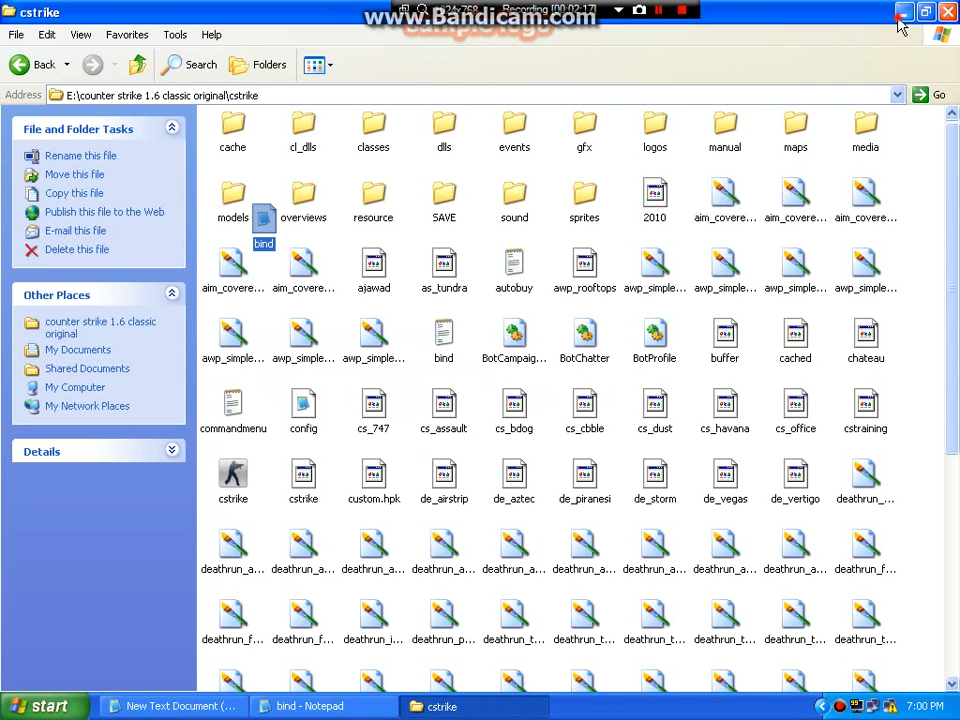 cstrike
1024x768 Recording [00:02:17]
www.Bandicam.com
File Edit View Favorites Tools Help
Back Search Folders
Address E:\counter strike 1.6 classic original\cstrike Go
File and Folder Tasks
Rename this file
Move this file
Copy this file
Publish this file to the Web
E-mail this file
Delete this file
Other Places
counter strike 1.6 classic
original
My Documents
Shared Documents
My Computer
My Network Places
Details
cache cl_dlls classes dlls events gfx logos manual maps media
models overviews resource SAVE sound sprites 2010 aim_covere... aim_covere... aim_covere...
bind
aim_covere... aim_covere... ajawad as_tundra autobuy awp_rooftops awp_simple... awp_simple... awp_simple...
awp_simple... awp_simple... awp_simple... bind BotCampaig... BotChatter BotProfile buffer cached chateau
commandmenu config cs_747 cs_assault cs_bdog cs_cbble cs_dust cs_havana cs_office cstraining
cstrike cstrike custom.hpk de_airstrip de_aztec de_piranesi de_storm de_vegas de_vertigo deathrun_...
deathrun_a... deathrun_a... deathrun_a... deathrun_a... deathrun_a... deathrun_a... deathrun_a... deathrun_a... deathrun_a... deathrun_f...
deathrun_f... deathrun_f... deathrun_i... deathrun_p... deathrun_t... deathrun_t... deathrun_t... deathrun_t... deathrun_t... deathrun_t...
start New Text Document (... bind - Notepad cstrike 7:00 PM